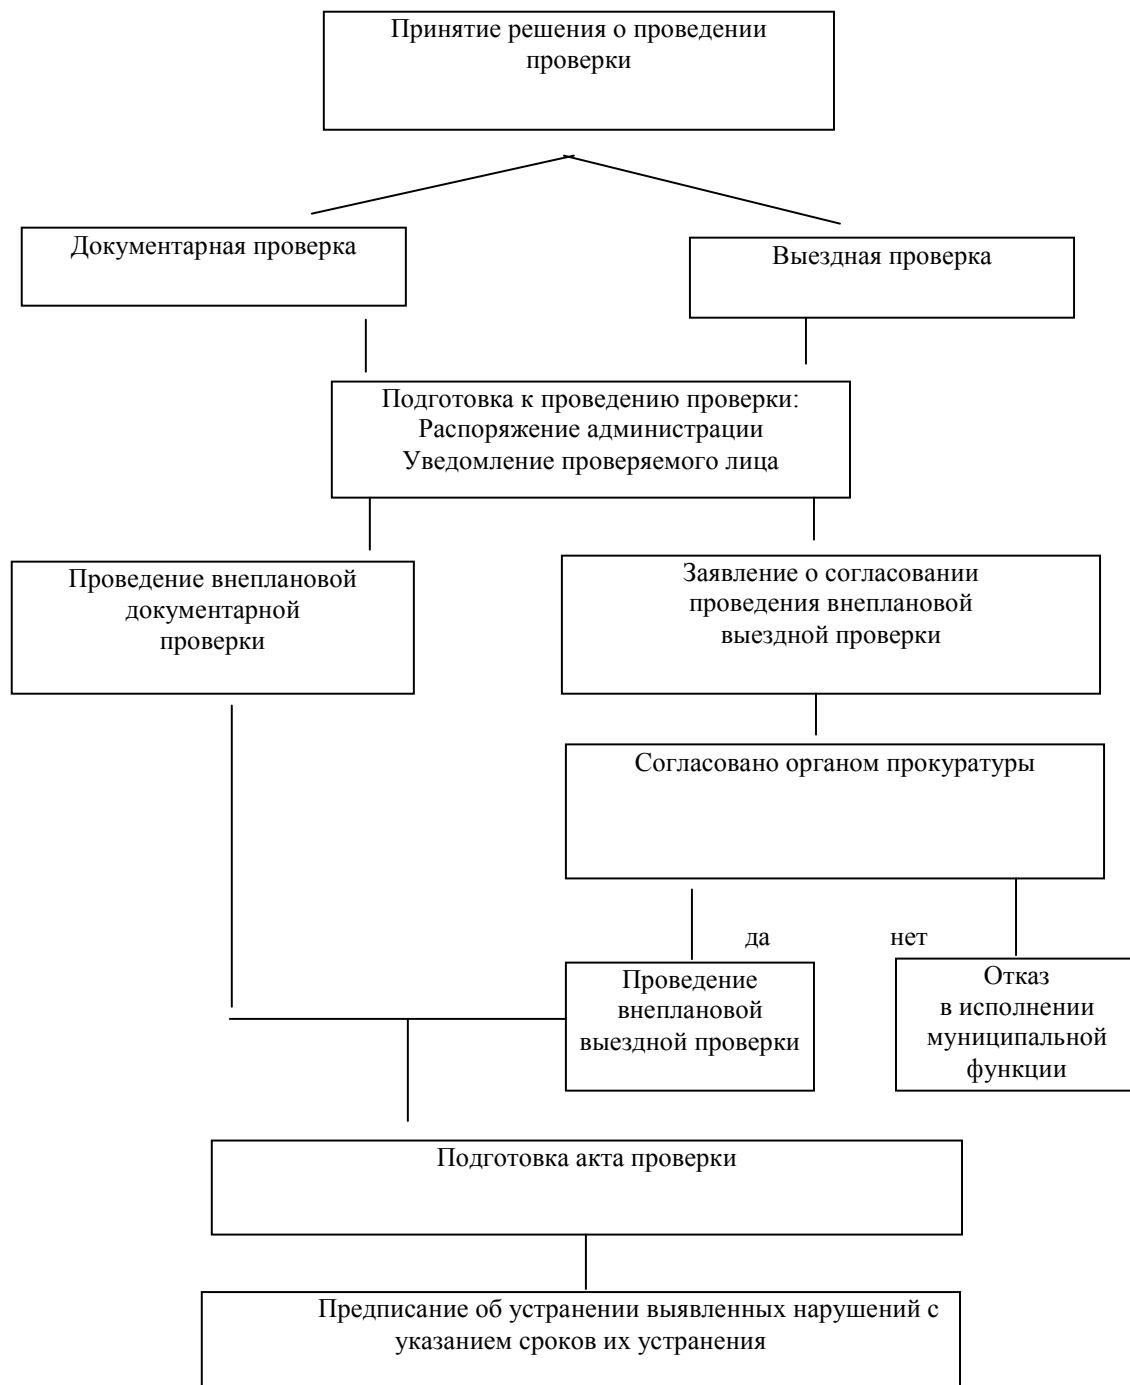 Принятие решения о проведении
проверки
Документарная проверка
Выездная проверка
Подготовка к проведению проверки:
Распоряжение администрации
Уведомление проверяемого лица
Проведение внеплановой
документарной
проверки
Заявление о согласовании
проведения внеплановой
выездной проверки
Согласовано органом прокуратуры
да
нет
Проведение
внеплановой
выездной проверки
Отказ
в исполнении
муниципальной
функции
Подготовка акта проверки
Предписание об устранении выявленных нарушений с
указанием сроков их устранения